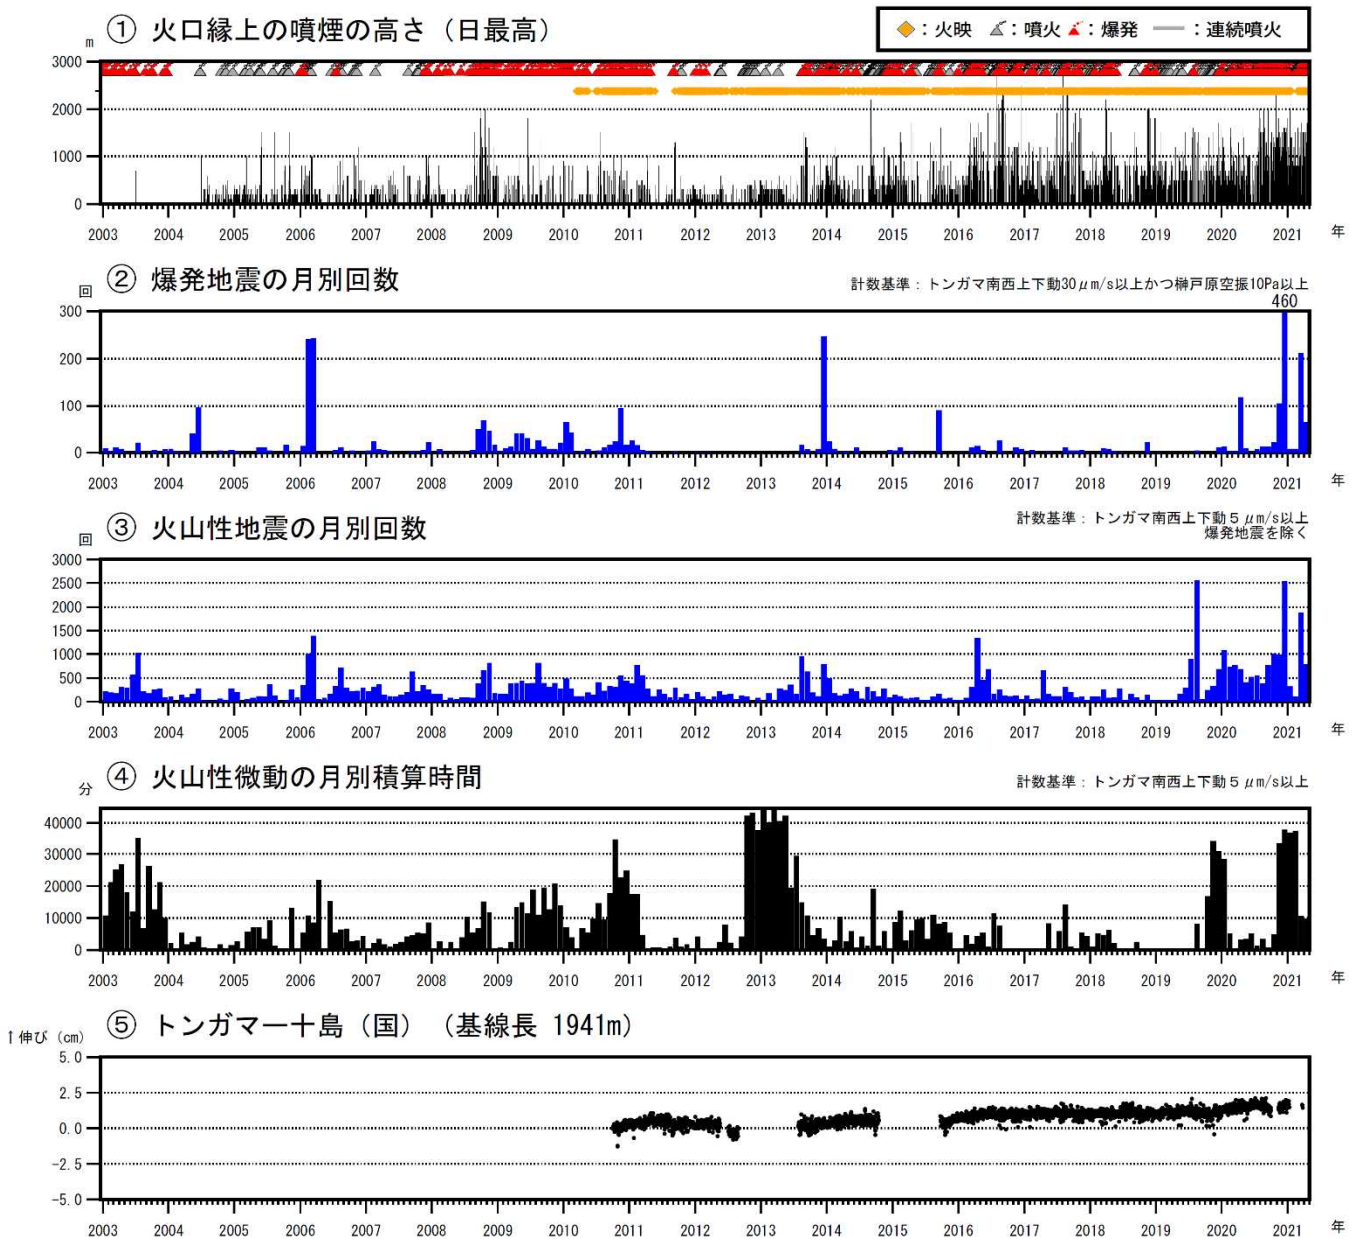 ① 火口縁上の噴煙の高さ（日最高）
◆：火映 ：噴火 ：爆発 ━━：連続噴火
m
3000
2000
1000
0
2003 2004 2005 2006 2007 2008 2009 2010 2011 2012 2013 2014 2015 2016 2017 2018 2019 2020 2021 年
② 爆発地震の月別回数
計数基準：トンガマ南西上下動30μm/s以上かつ榊戸原空振10Pa以上
回
460
300
200
100
0
2003 2004 2005 2006 2007 2008 2009 2010 2011 2012 2013 2014 2015 2016 2017 2018 2019 2020 2021 年
③ 火山性地震の月別回数
計数基準：トンガマ南西上下動5μm/s以上
爆発地震を除く
回
3000
2500
2000
1500
1000
500
0
2003 2004 2005 2006 2007 2008 2009 2010 2011 2012 2013 2014 2015 2016 2017 2018 2019 2020 2021 年
④ 火山性微動の月別積算時間
計数基準：トンガマ南西上下動5μm/s以上
分
40000
30000
20000
10000
0
2003 2004 2005 2006 2007 2008 2009 2010 2011 2012 2013 2014 2015 2016 2017 2018 2019 2020 2021 年
⑤ トンガマー十島（国）（基線長 1941m）
↑伸び（cm）
5.0
2.5
0.0
-2.5
-5.0
2003 2004 2005 2006 2007 2008 2009 2010 2011 2012 2013 2014 2015 2016 2017 2018 2019 2020 2021 年